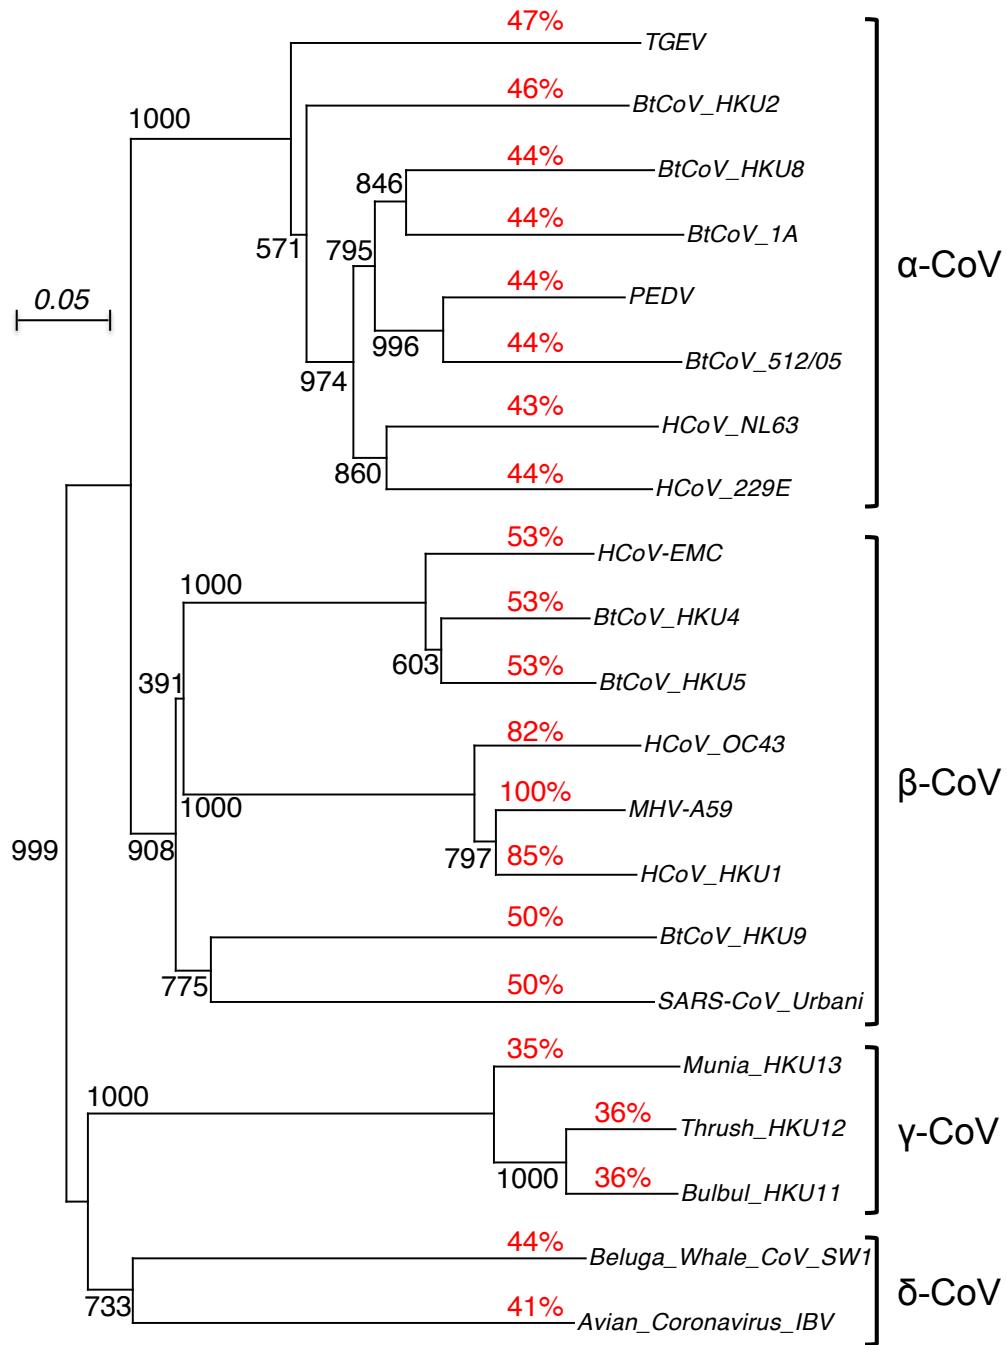 47%
TGEV
46%
BtCoV_HKU2
1000
44%
BtCoV_HKU8
846
44%
BtCoV_1A
571
795
α-CoV
44%
PEDV
0.05
996
44%
BtCoV_512/05
974
43%
HCoV_NL63
860
44%
HCoV_229E
53%
HCoV-EMC
1000
53%
BtCoV_HKU4
603
53%
BtCoV_HKU5
391
82%
HCoV_OC43
β-CoV
100%
MHV-A59
1000
999
908
797
85%
HCoV_HKU1
50%
BtCoV_HKU9
775
50%
SARS-CoV_Urbani
35%
Munia_HKU13
1000
36%
Thrush_HKU12
γ-CoV
1000
36%
Bulbul_HKU11
44%
Beluga_Whale_CoV_SW1
δ-CoV
733
41%
Avian_Coronavirus_IBV